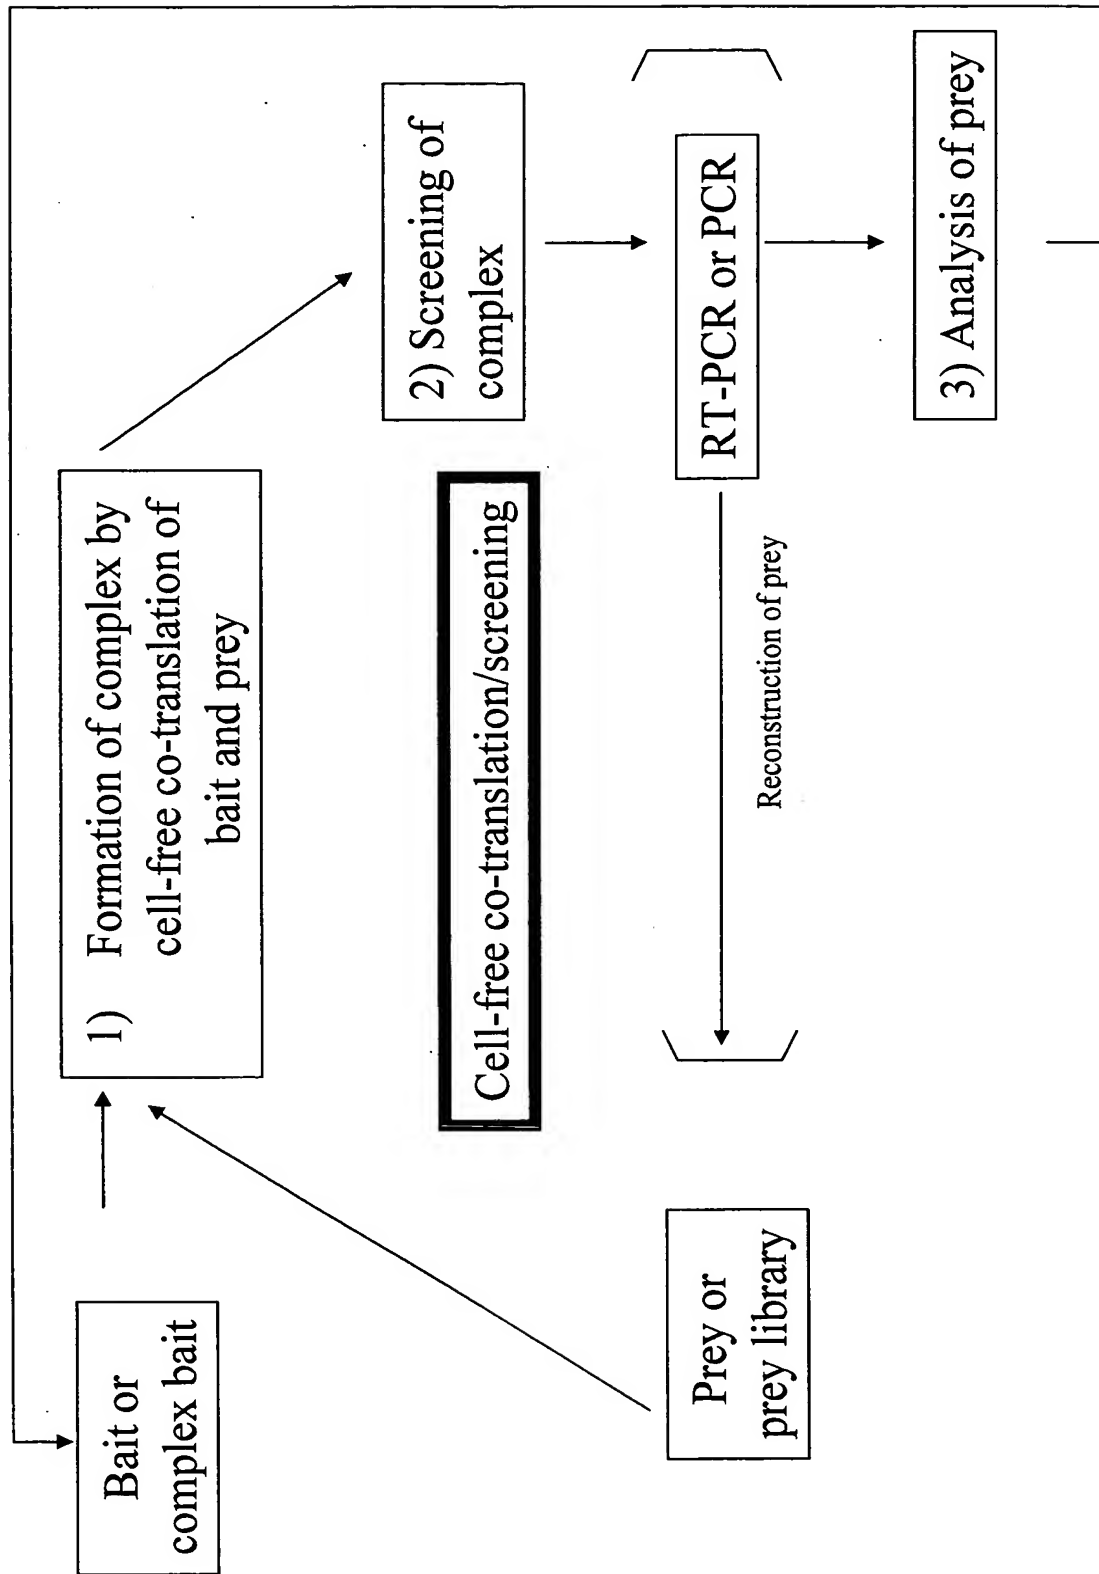 Bait or
complex bait
1) Formation of complex by
cell-free co-translation of
bait and prey
2) Screening of
complex
Cell-free co-translation/screening
Prey or
prey library
Reconstruction of prey
RT-PCR or PCR
3) Analysis of prey